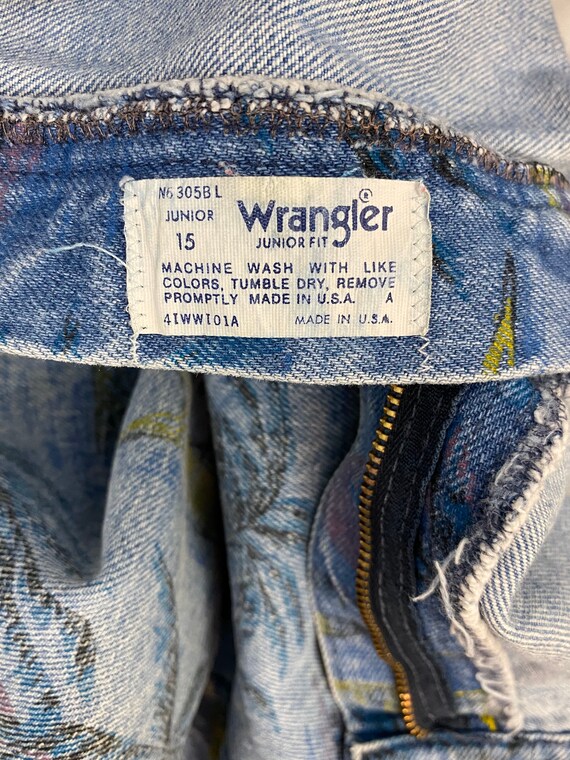 N6305BL
JUNIOR
15
Wrangler®
JUNIOR FIT
MACHINE WASH WITH LIKE
COLORS, TUMBLE DRY, REMOVE
PROMPTLY MADE IN U.S.A. A
4IWWI01A MADE IN U.S.A.